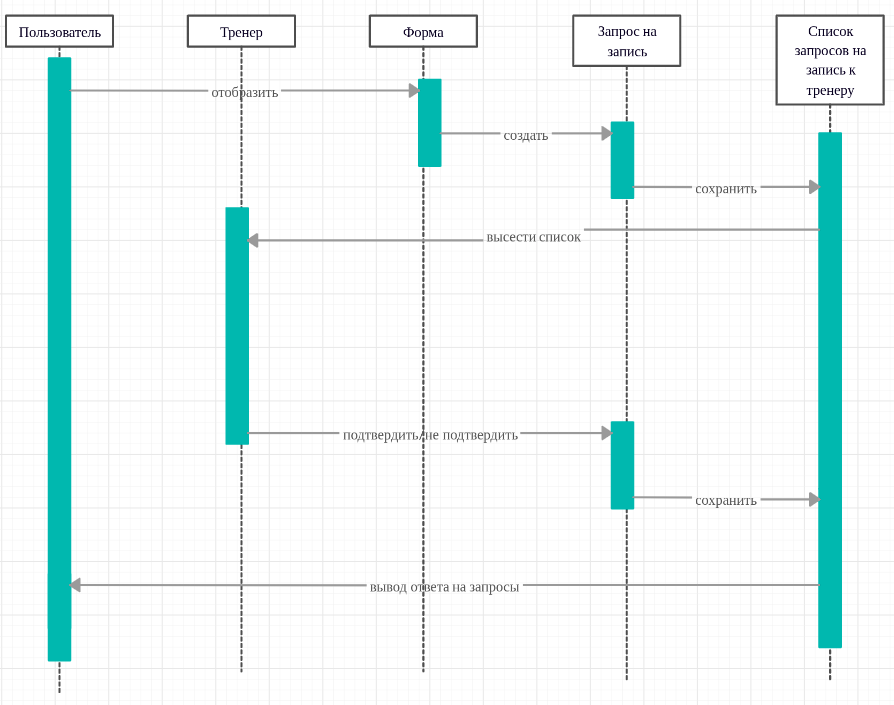 Пользователь
Тренер
Форма
Запрос на
запись
Список
запросов на
запись к
тренеру
отобразить
создать
сохранить
высести список
подтвердить/не подтвердить
сохранить
вывод ответа на запросы